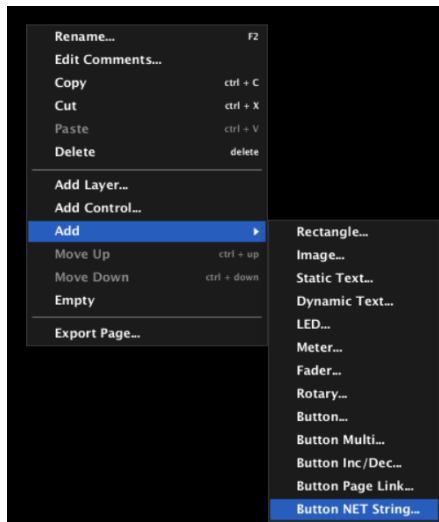 Rename... F2
Edit Comments...
Copy ctrl + C
Cut ctrl + X
Paste ctrl + V
Delete delete
Add Layer...
Add Control...
Add
Move Up ctrl + up
Move Down ctrl + down
Empty
Export Page...
Rectangle...
Image...
Static Text...
Dynamic Text...
LED...
Meter...
Fader...
Rotary...
Button...
Button Multi...
Button Inc/Dec...
Button Page Link...
Button NET String...